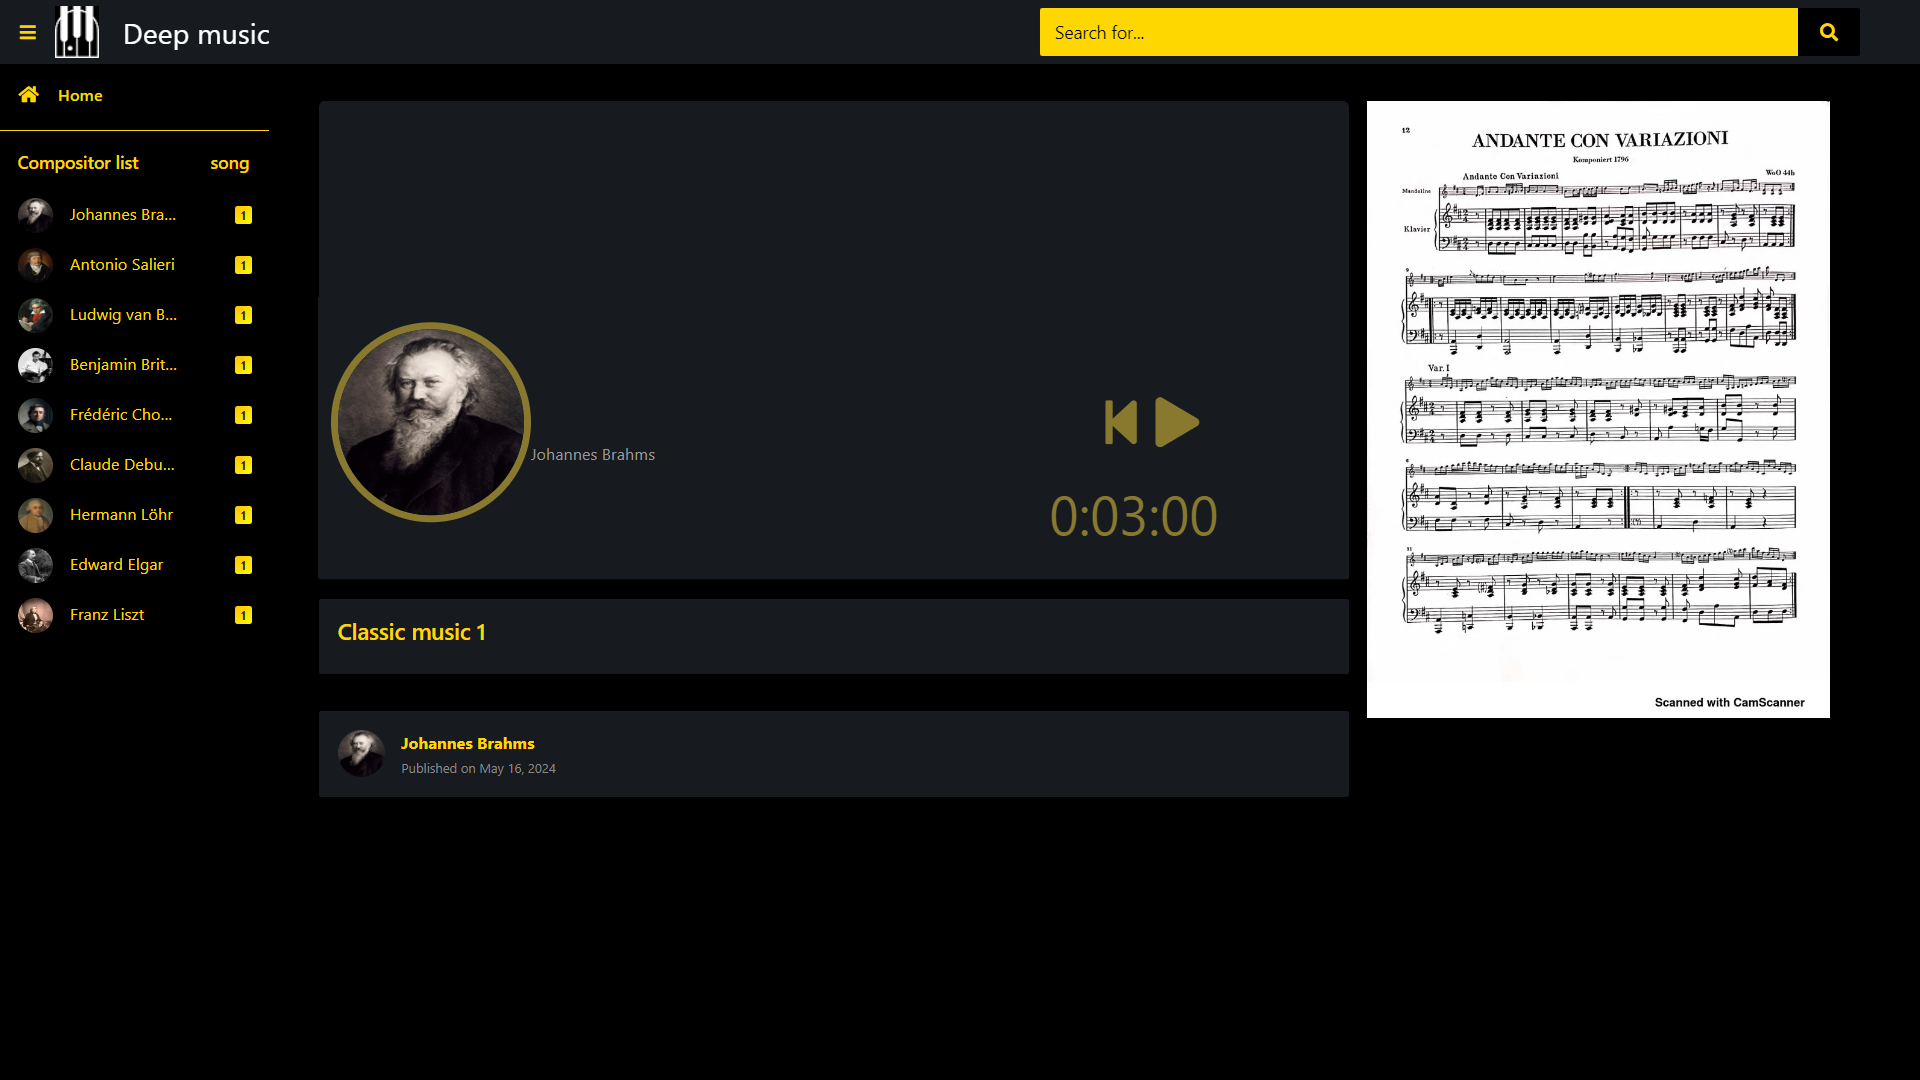 Deep music
Search for...
Home
Compositor list song
Johannes Bra... 1
Antonio Salieri 1
Ludwig van B... 1
Benjamin Brit... 1
Frédéric Cho... 1
Claude Debu... 1
Hermann Löhr 1
Edward Elgar 1
Franz Liszt 1
Johannes Brahms
0:03:00
Classic music 1
Johannes Brahms
Published on May 16, 2024
12
ANDANTE CON VARIAZIONI
Komponiert 1796
WoO 44b
Andante Con Variazioni
Mandoline
Klavier
9
Var. I
6
11
Scanned with CamScanner